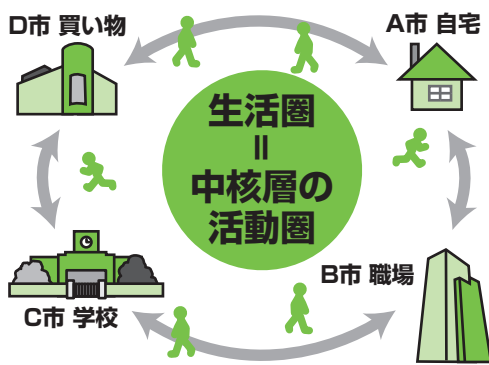 D市 買い物
A市 自宅
生活圏
=
中核層の
活動圏
B市 職場
C市 学校